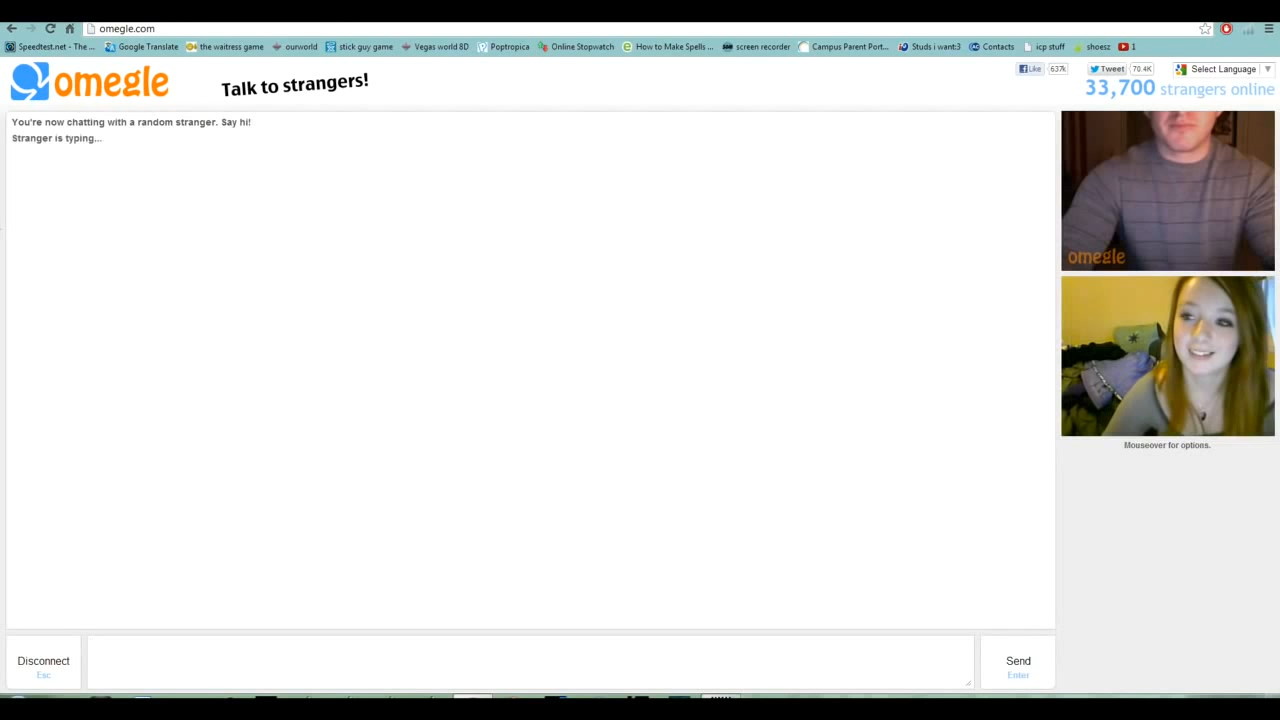 omegle.com
Speedtest.net - The ...
Google Translate
the waitress game
ourworld
stick guy game
Vegas world 8D
Poptropica
Online Stopwatch
How to Make Spells ...
screen recorder
Campus Parent Port...
Studs i want:3
Contacts
icp stuff
shoesz
1
omegle
Talk to strangers!
Like
637k
Tweet
70.4K
Select Language
33,700 strangers online
You're now chatting with a random stranger. Say hi!
Stranger is typing...
omegle
Mouseover for options.
Disconnect
Esc
Send
Enter